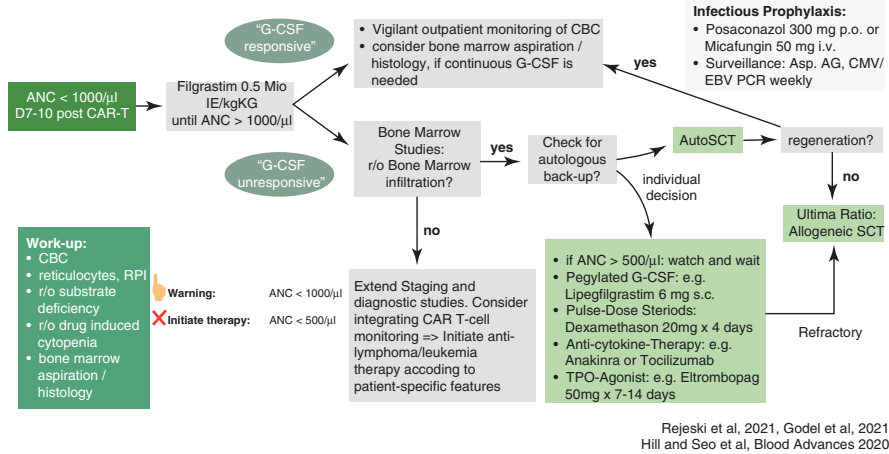 "G-CSF
responsive"
• Vigilant outpatient monitoring of CBC
• consider bone marrow aspiration /
histology, if continuous G-CSF is
needed
Infectious Prophylaxis:
• Posaconazol 300 mg p.o. or
Micafungin 50 mg i.v.
• Surveillance: Asp. AG, CMV/
EBV PCR weekly
yes
ANC < 1000/µl
D7-10 post CAR-T
Filgrastim 0.5 Mio
IE/kgKG
until ANC > 1000/µl
"G-CSF
unresponsive"
Bone Marrow
Studies:
r/o Bone Marrow
infiltration?
yes
Check for
autologous
back-up?
AutoSCT
regeneration?
individual
decision
no
no
Ultima Ratio:
Allogeneic SCT
Work-up:
• CBC
• reticulocytes, RPI
• r/o substrate
deficiency
• r/o drug induced
cytopenia
• bone marrow
aspiration /
histology
Warning: ANC < 1000/µl
Initiate therapy: ANC < 500/µl
Extend Staging and
diagnostic studies. Consider
integrating CAR T-cell
monitoring => Initiate anti-
lymphoma/leukemia
therapy accoding to
patient-specific features
• if ANC > 500/µl: watch and wait
• Pegylated G-CSF: e.g.
Lipegfilgrastim 6 mg s.c.
• Pulse-Dose Steriods:
Dexamethason 20mg x 4 days
• Anti-cytokine-Therapy: e.g.
Anakinra or Tocilizumab
• TPO-Agonist: e.g. Eltrombopag
50mg x 7-14 days
Refractory
Rejeski et al, 2021, Godel et al, 2021
Hill and Seo et al, Blood Advances 2020